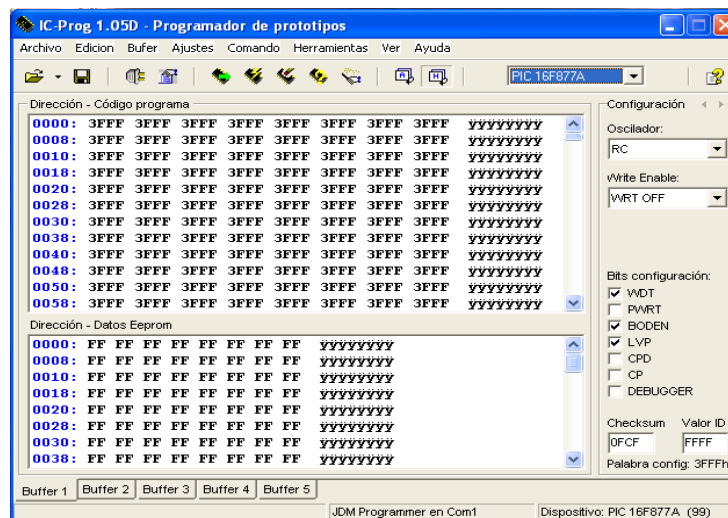 IC-Prog 1.05D - Programador de prototipos
Archivo Edicion Bufer Ajustes Comando Herramientas Ver Ayuda
PIC 16F877A
Dirección - Código programa
0000: 3FFF 3FFF 3FFF 3FFF 3FFF 3FFF 3FFF 3FFF ÿÿÿÿÿÿÿÿ
0008: 3FFF 3FFF 3FFF 3FFF 3FFF 3FFF 3FFF 3FFF ÿÿÿÿÿÿÿÿ
0010: 3FFF 3FFF 3FFF 3FFF 3FFF 3FFF 3FFF 3FFF ÿÿÿÿÿÿÿÿ
0018: 3FFF 3FFF 3FFF 3FFF 3FFF 3FFF 3FFF 3FFF ÿÿÿÿÿÿÿÿ
0020: 3FFF 3FFF 3FFF 3FFF 3FFF 3FFF 3FFF 3FFF ÿÿÿÿÿÿÿÿ
0028: 3FFF 3FFF 3FFF 3FFF 3FFF 3FFF 3FFF 3FFF ÿÿÿÿÿÿÿÿ
0030: 3FFF 3FFF 3FFF 3FFF 3FFF 3FFF 3FFF 3FFF ÿÿÿÿÿÿÿÿ
0038: 3FFF 3FFF 3FFF 3FFF 3FFF 3FFF 3FFF 3FFF ÿÿÿÿÿÿÿÿ
0040: 3FFF 3FFF 3FFF 3FFF 3FFF 3FFF 3FFF 3FFF ÿÿÿÿÿÿÿÿ
0048: 3FFF 3FFF 3FFF 3FFF 3FFF 3FFF 3FFF 3FFF ÿÿÿÿÿÿÿÿ
0050: 3FFF 3FFF 3FFF 3FFF 3FFF 3FFF 3FFF 3FFF ÿÿÿÿÿÿÿÿ
0058: 3FFF 3FFF 3FFF 3FFF 3FFF 3FFF 3FFF 3FFF ÿÿÿÿÿÿÿÿ
Dirección - Datos Eeprom
0000: FF FF FF FF FF FF FF FF ÿÿÿÿÿÿÿÿ
0008: FF FF FF FF FF FF FF FF ÿÿÿÿÿÿÿÿ
0010: FF FF FF FF FF FF FF FF ÿÿÿÿÿÿÿÿ
0018: FF FF FF FF FF FF FF FF ÿÿÿÿÿÿÿÿ
0020: FF FF FF FF FF FF FF FF ÿÿÿÿÿÿÿÿ
0028: FF FF FF FF FF FF FF FF ÿÿÿÿÿÿÿÿ
0030: FF FF FF FF FF FF FF FF ÿÿÿÿÿÿÿÿ
0038: FF FF FF FF FF FF FF FF ÿÿÿÿÿÿÿÿ
Configuración
Oscilador:
RC
Write Enable:
WRT OFF
Bits configuración:
WDT
PWRT
BODEN
LVP
CPD
CP
DEBUGGER
Checksum Valor ID
0FCF FFFF
Palabra config: 3FFFh
Buffer 1 Buffer 2 Buffer 3 Buffer 4 Buffer 5
JDM Programmer en Com1 Dispositivo: PIC 16F877A (99)